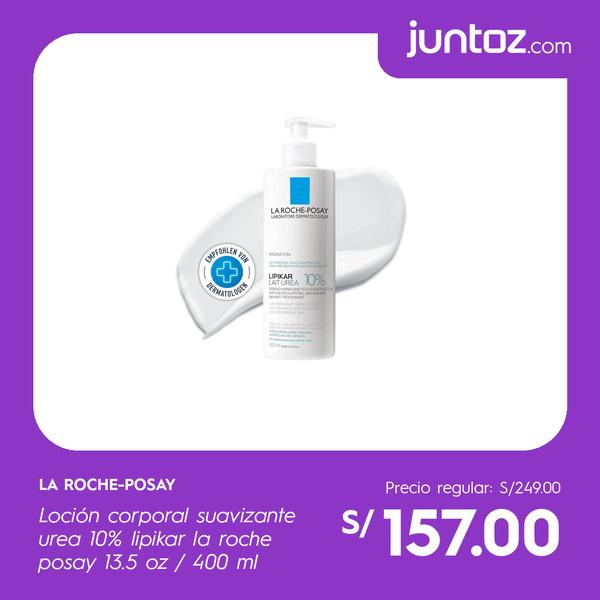 juntoz.com
LA ROCHE-POSAY
LABORATOIRE DERMATOLOGIQUE
EMPFOHLEN VON
DERMATOLOGEN
LIPIKAR
LAIT UREA 10%
LA ROCHE-POSAY
Loción corporal suavizante
urea 10% lipikar la roche
posay 13.5 oz / 400 ml
Precio regular: S/249.00
S/157.00